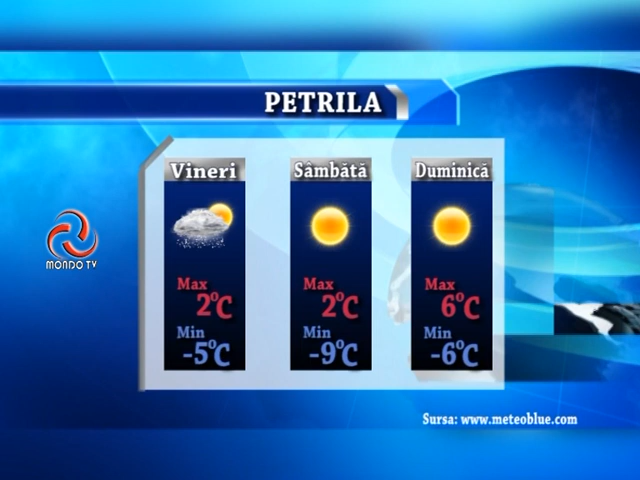 PETRILA
Vineri
Max
2°C
Min
-5°C
Sâmbătă
Max
2°C
Min
-9°C
Duminică
Max
6°C
Min
-6°C
MONDO TV
Sursa: www.meteoblue.com